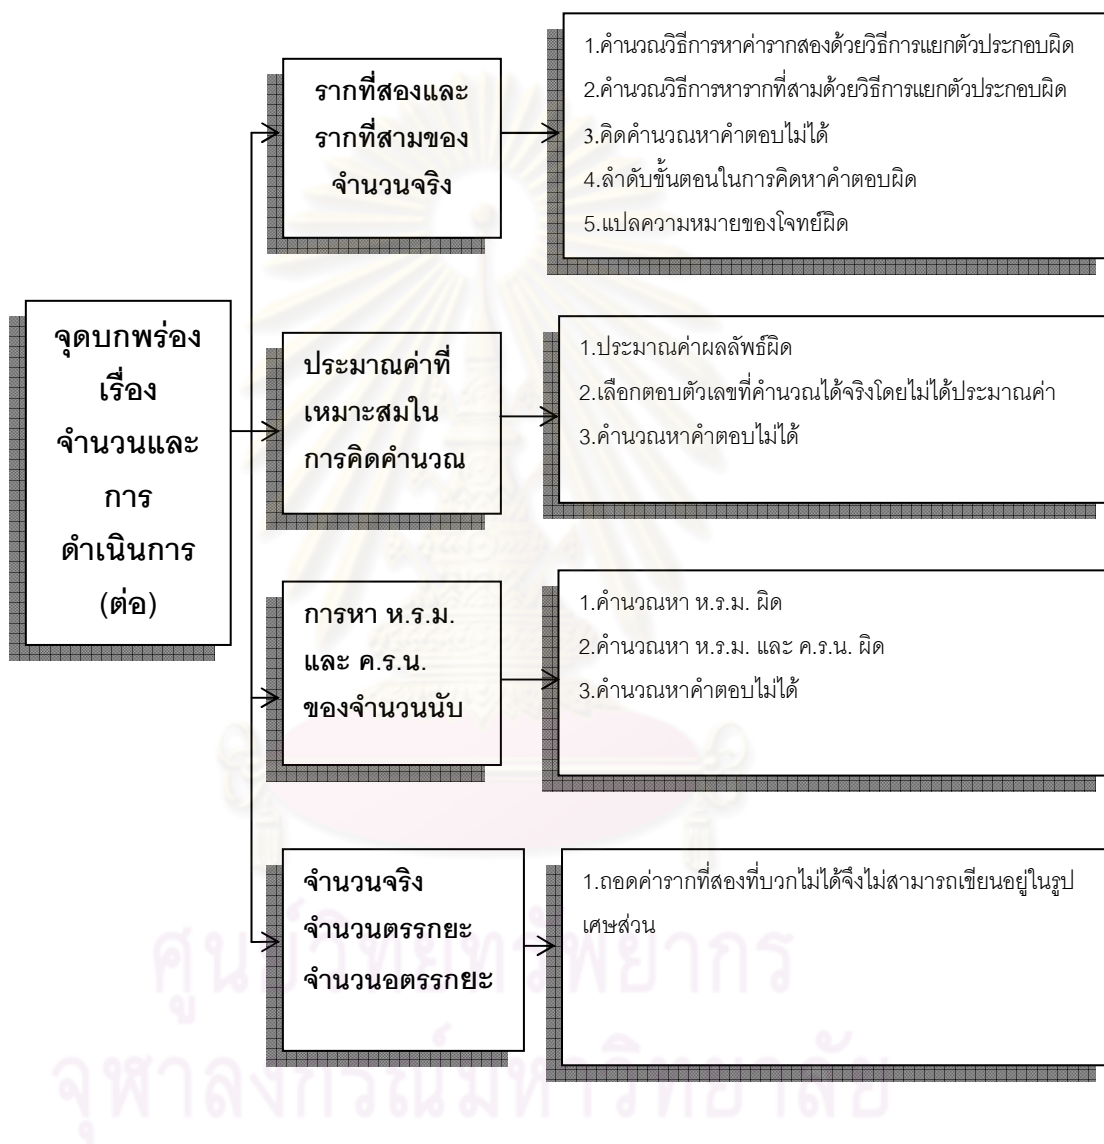 จุดบกพร่อง
เรื่อง
จำนวนและ
การ
ดำเนินการ
(ต่อ)
รากที่สองและ
รากที่สามของ
จำนวนจริง
1.คำนวณวิธีการหาค่ารากสองด้วยวิธีการแยกตัวประกอบผิด
2.คำนวณวิธีการหารากที่สามด้วยวิธีการแยกตัวประกอบผิด
3.คิดคำนวณหาคำตอบไม่ได้
4.ลำดับขั้นตอนในการคิดหาคำตอบผิด
5.แปลความหมายของโจทย์ผิด
ประมาณค่าที่
เหมาะสมใน
การคิดคำนวณ
1.ประมาณค่าผลลัพธ์ผิด
2.เลือกตอบตัวเลขที่คำนวณได้จริงโดยไม่ได้ประมาณค่า
3.คำนวณหาคำตอบไม่ได้
การหา ห.ร.ม.
และ ค.ร.น.
ของจำนวนนับ
1.คำนวณหา ห.ร.ม. ผิด
2.คำนวณหา ห.ร.ม. และ ค.ร.น. ผิด
3.คำนวณหาคำตอบไม่ได้
จำนวนจริง
จำนวนตรรกยะ
จำนวนอตรรกยะ
1.ถอดค่ารากที่สองที่บวกไม่ได้จึงไม่สามารถเขียนอยู่ในรูป
เศษส่วน
ศูนย์วิทยทรัพยากร
จุฬาลงกรณ์มหาวิทยาลัย